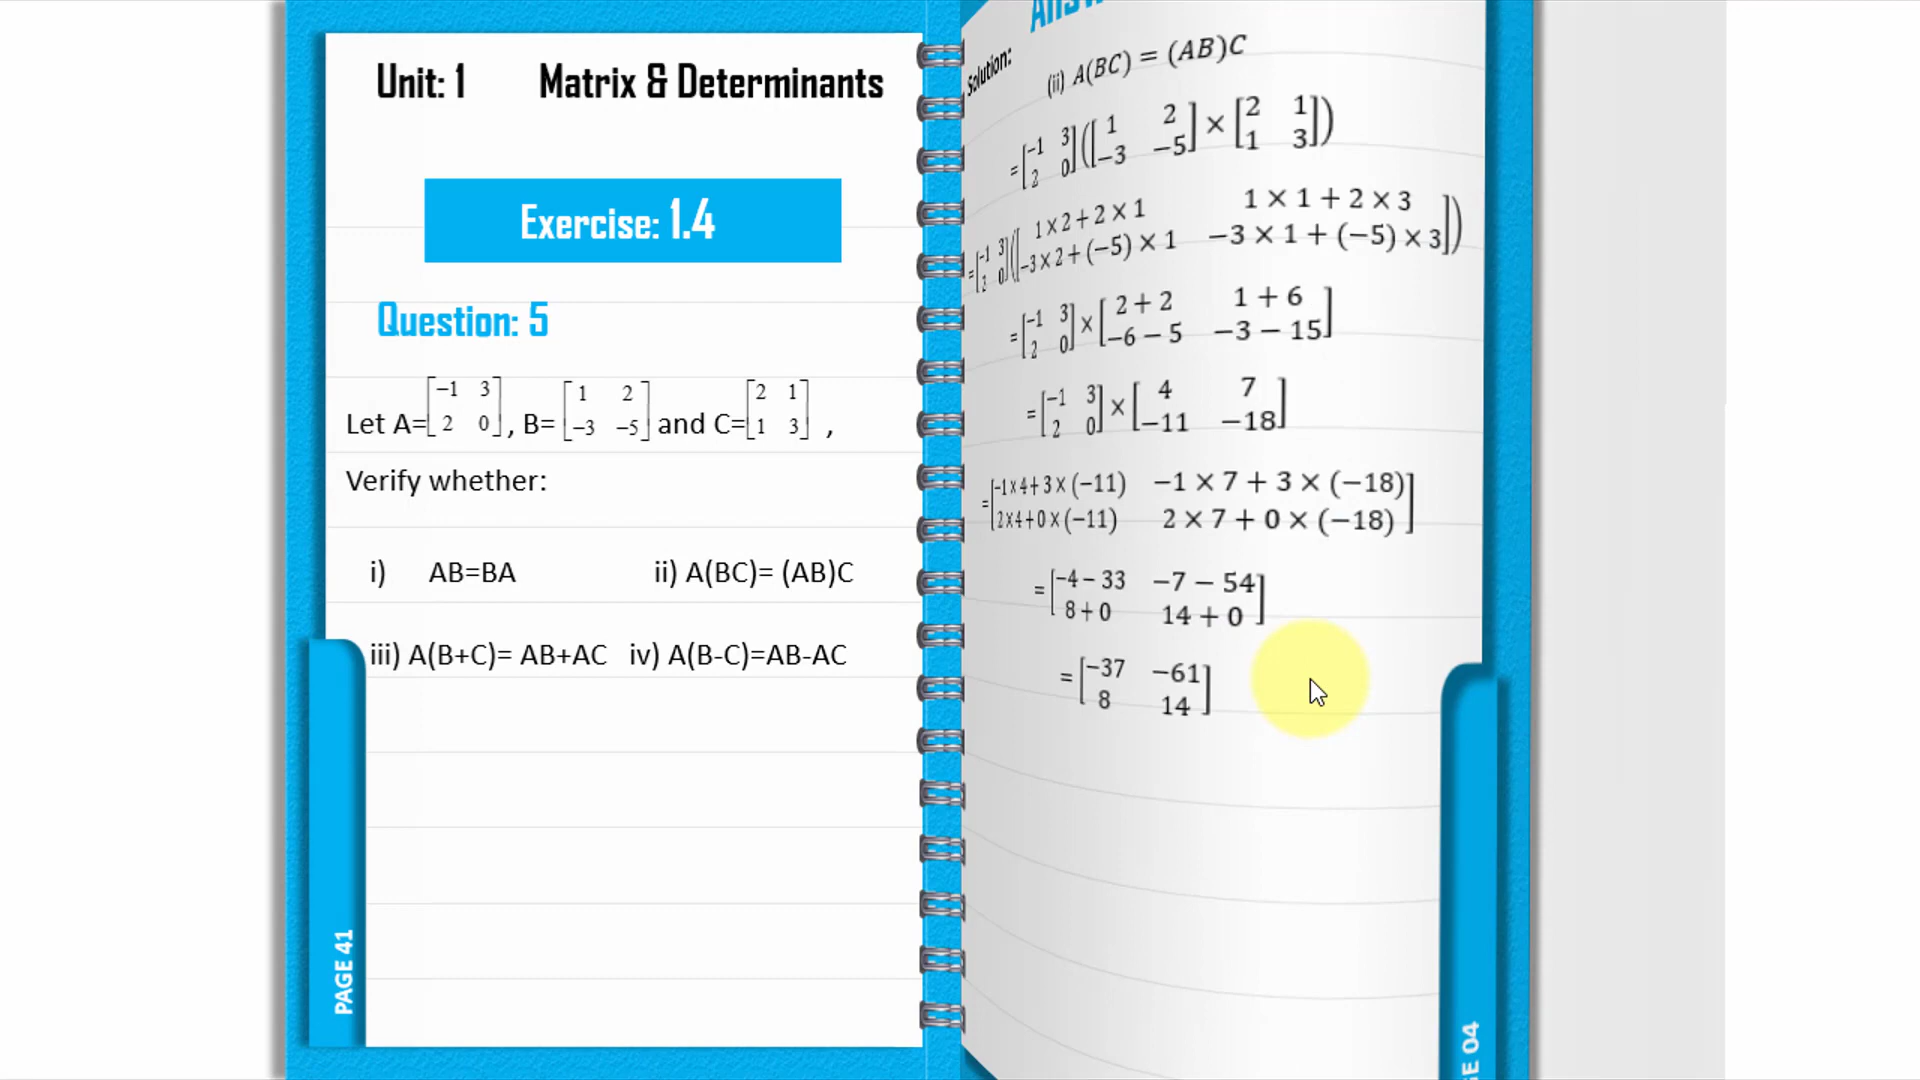 Unit: 1 Matrix & Determinants
Exercise: 1.4
Question: 5
Let A=[−1 3
2 0], B=[1 2
−3 −5] and C=[2 1
1 3],
Verify whether:
i) AB=BA ii) A(BC)= (AB)C
iii) A(B+C)= AB+AC iv) A(B-C)=AB-AC
PAGE 41
Solution:
(ii) A(BC) = (AB)C
=[−1 3
2 0]([1 2
−3 −5] × [2 1
1 3])
=[−1 3
2 0]([1 × 2 + 2 × 1 1 × 1 + 2 × 3
−3 × 2 + (−5) × 1 −3 × 1 + (−5) × 3])
=[−1 3
2 0] × [2 + 2 1 + 6
−6 − 5 −3 − 15]
=[−1 3
2 0] × [4 7
−11 −18]
=[−1 × 4 + 3 × (−11) −1 × 7 + 3 × (−18)
2 × 4 + 0 × (−11) 2 × 7 + 0 × (−18)]
=[−4 − 33 −7 − 54
8 + 0 14 + 0]
=[−37 −61
8 14]
04